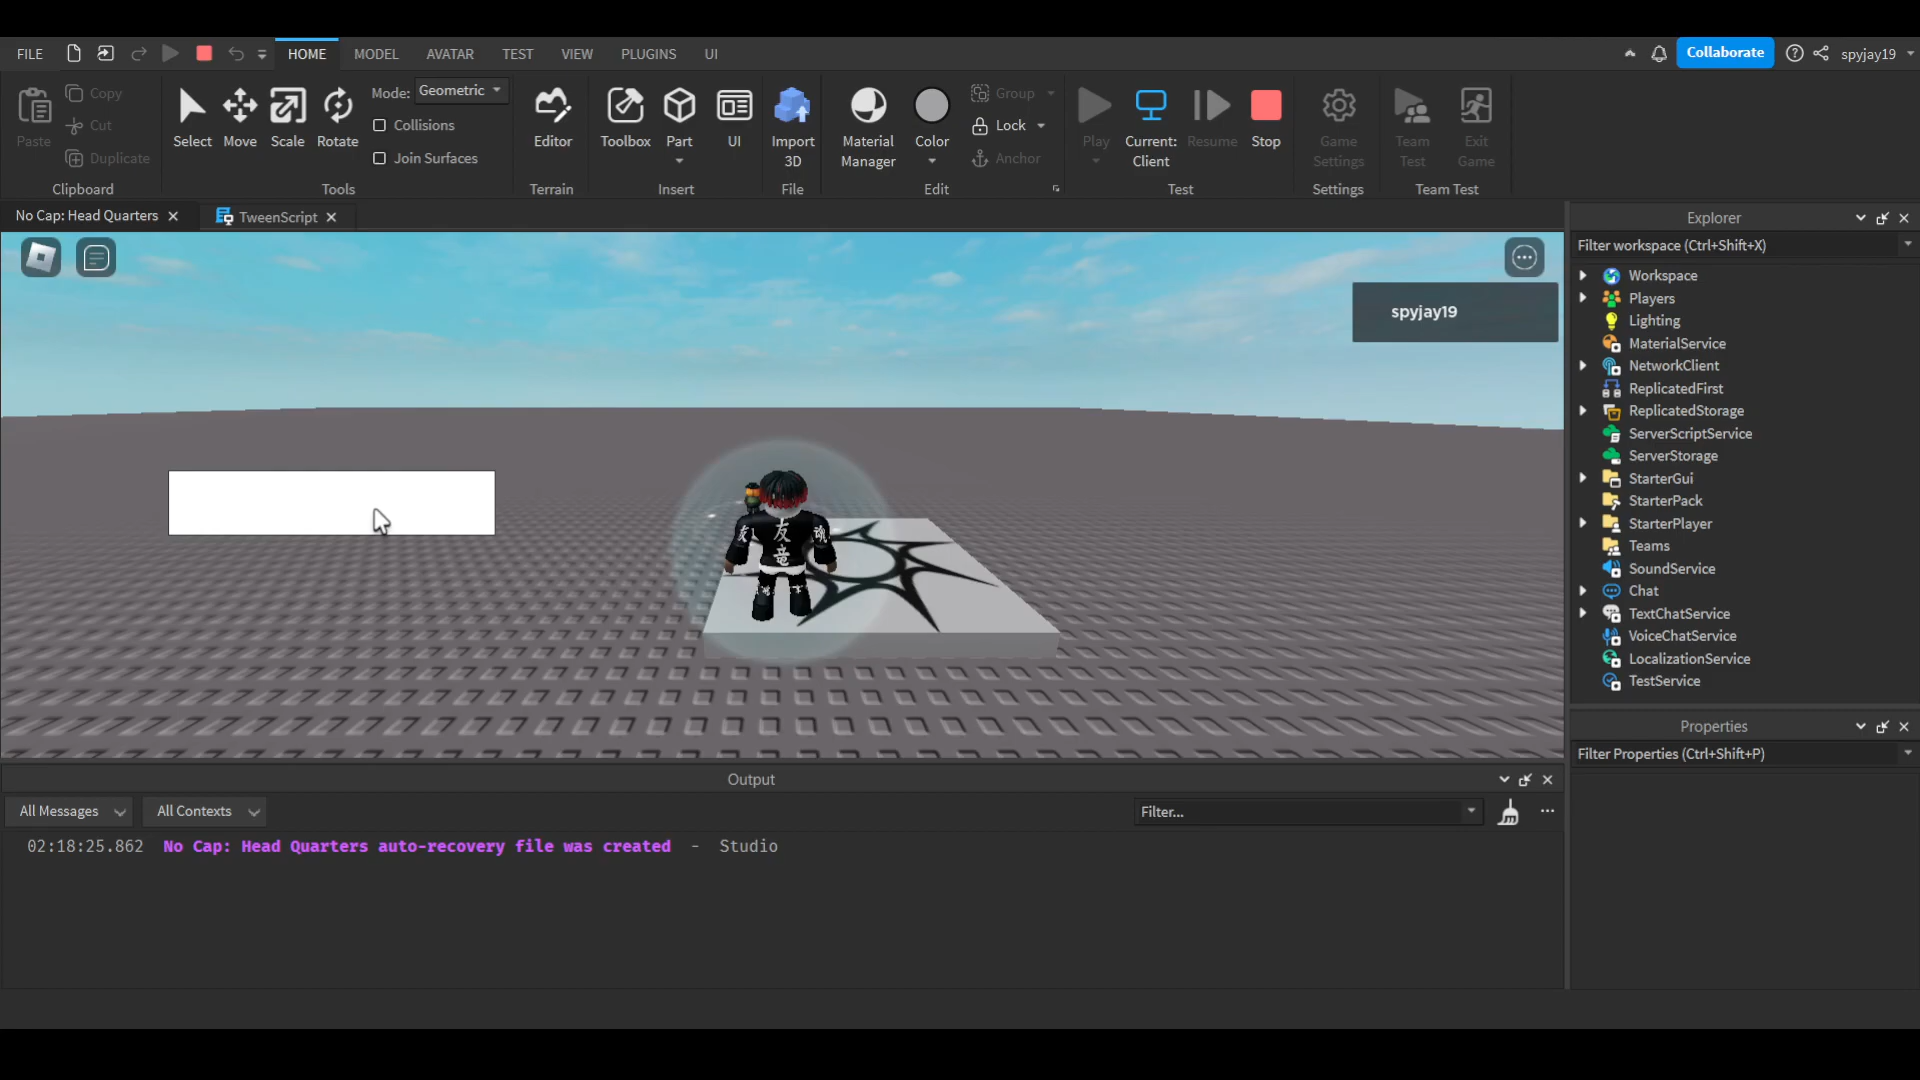 FILE HOME MODEL AVATAR TEST VIEW PLUGINS UI Collaborate spyjay19
Paste Copy Cut Duplicate Clipboard
Select Move Scale Rotate Mode: Geometric Collisions Join Surfaces Tools
Editor Terrain
Toolbox Part UI Insert
Import 3D File
Material Manager Color Group Lock Anchor Edit
Play Current: Client Resume Stop Test
Game Settings Settings
Team Test Exit Game Team Test
No Cap: Head Quarters TweenScript
spyjay19
友
友
竜
Explorer
Filter workspace (Ctrl+Shift+X)
Workspace
Players
Lighting
MaterialService
NetworkClient
ReplicatedFirst
ReplicatedStorage
ServerScriptService
ServerStorage
StarterGui
StarterPack
StarterPlayer
Teams
SoundService
Chat
TextChatService
VoiceChatService
LocalizationService
TestService
Properties
Filter Properties (Ctrl+Shift+P)
Output
All Messages All Contexts Filter...
02:18:25.862 No Cap: Head Quarters auto-recovery file was created - Studio